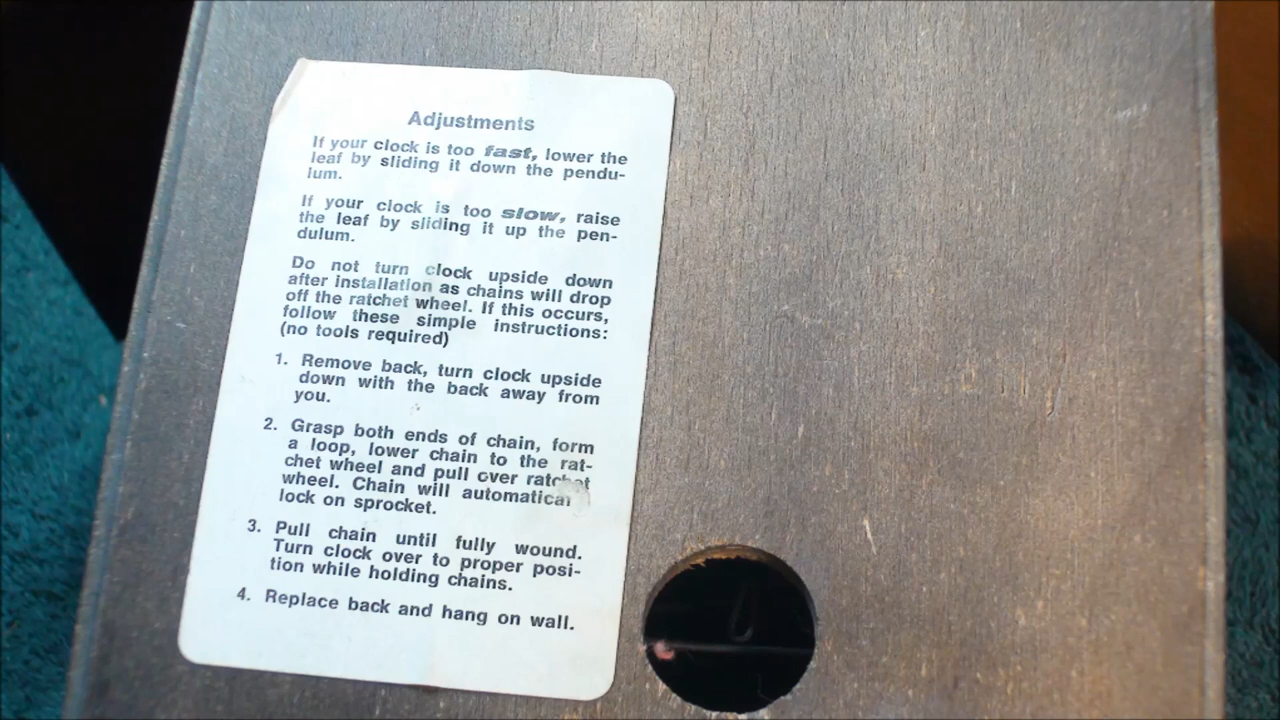 Adjustments
If your clock is too fast, lower the
leaf by sliding it down the pendu-
lum.
If your clock is too slow, raise
the leaf by sliding it up the pen-
dulum.
Do not turn clock upside down
after installation as chains will drop
off the ratchet wheel. If this occurs,
follow these simple instructions:
(no tools required)
1. Remove back, turn clock upside
down with the back away from
you.
2. Grasp both ends of chain, form
a loop, lower chain to the rat-
chet wheel and pull over ratchet
wheel. Chain will
lock on sprocket.
3. Pull chain until fully wound.
Turn clock over to proper posi-
tion while holding chains.
4. Replace back and hang on wall.